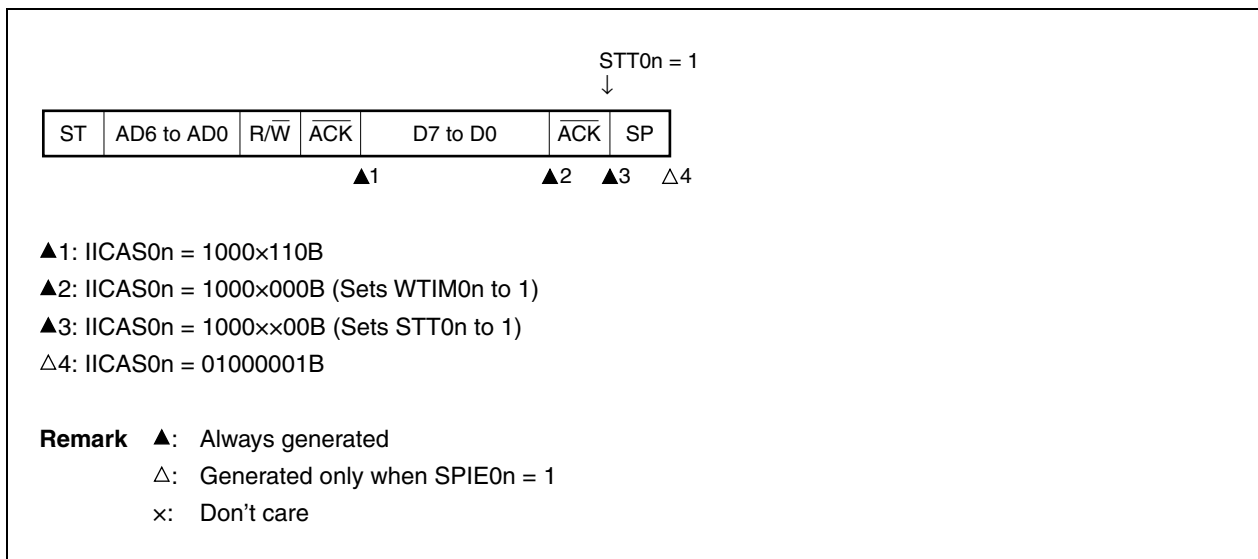 STT0n = 1
↓
ST AD6 to AD0 R/W̅ A̅C̅K̅ D7 to D0 A̅C̅K̅ SP
▲1 ▲2 ▲3 △4
▲1: IICAS0n = 1000×110B
▲2: IICAS0n = 1000×000B (Sets WTIM0n to 1)
▲3: IICAS0n = 1000××00B (Sets STT0n to 1)
△4: IICAS0n = 01000001B
Remark ▲: Always generated
△: Generated only when SPIE0n = 1
×: Don't care